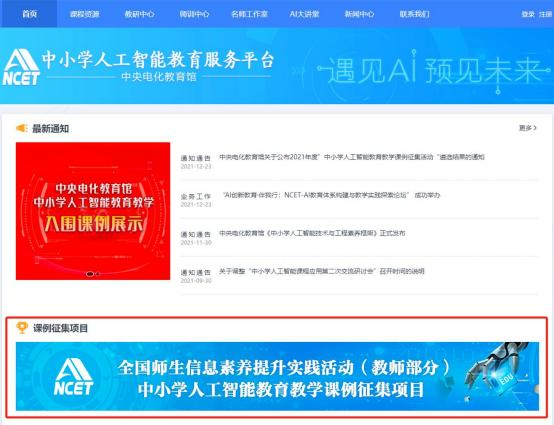 首页 课程资源 教研中心 师训中心 名师工作室 AI大讲堂 新闻中心 联系我们 登录 注册
NCET
中小学人工智能教育服务平台
中央电化教育馆
遇见AI 预见未来
最新通知
更多>
中央电化教育馆
中小学人工智能教育教学
入围课例展示
通知通告 中央电化教育馆关于公布2021年度"中小学人工智能教育教学课例征集活动"遴选结果的通知
2021-12-23
业务工作 "AI创新教育·伴我行：NCET-AI教育体系构建与教学实践探索论坛" 成功举办
2021-12-23
通知通告 中央电化教育馆《中小学人工智能技术与工程素养框架》正式发布
2021-11-30
通知通告 关于调整"中小学人工智能课程应用第二次交流研讨会"召开时间的说明
2021-09-30
课例征集项目
NCET
全国师生信息素养提升实践活动（教师部分）
中小学人工智能教育教学课例征集项目
EDU